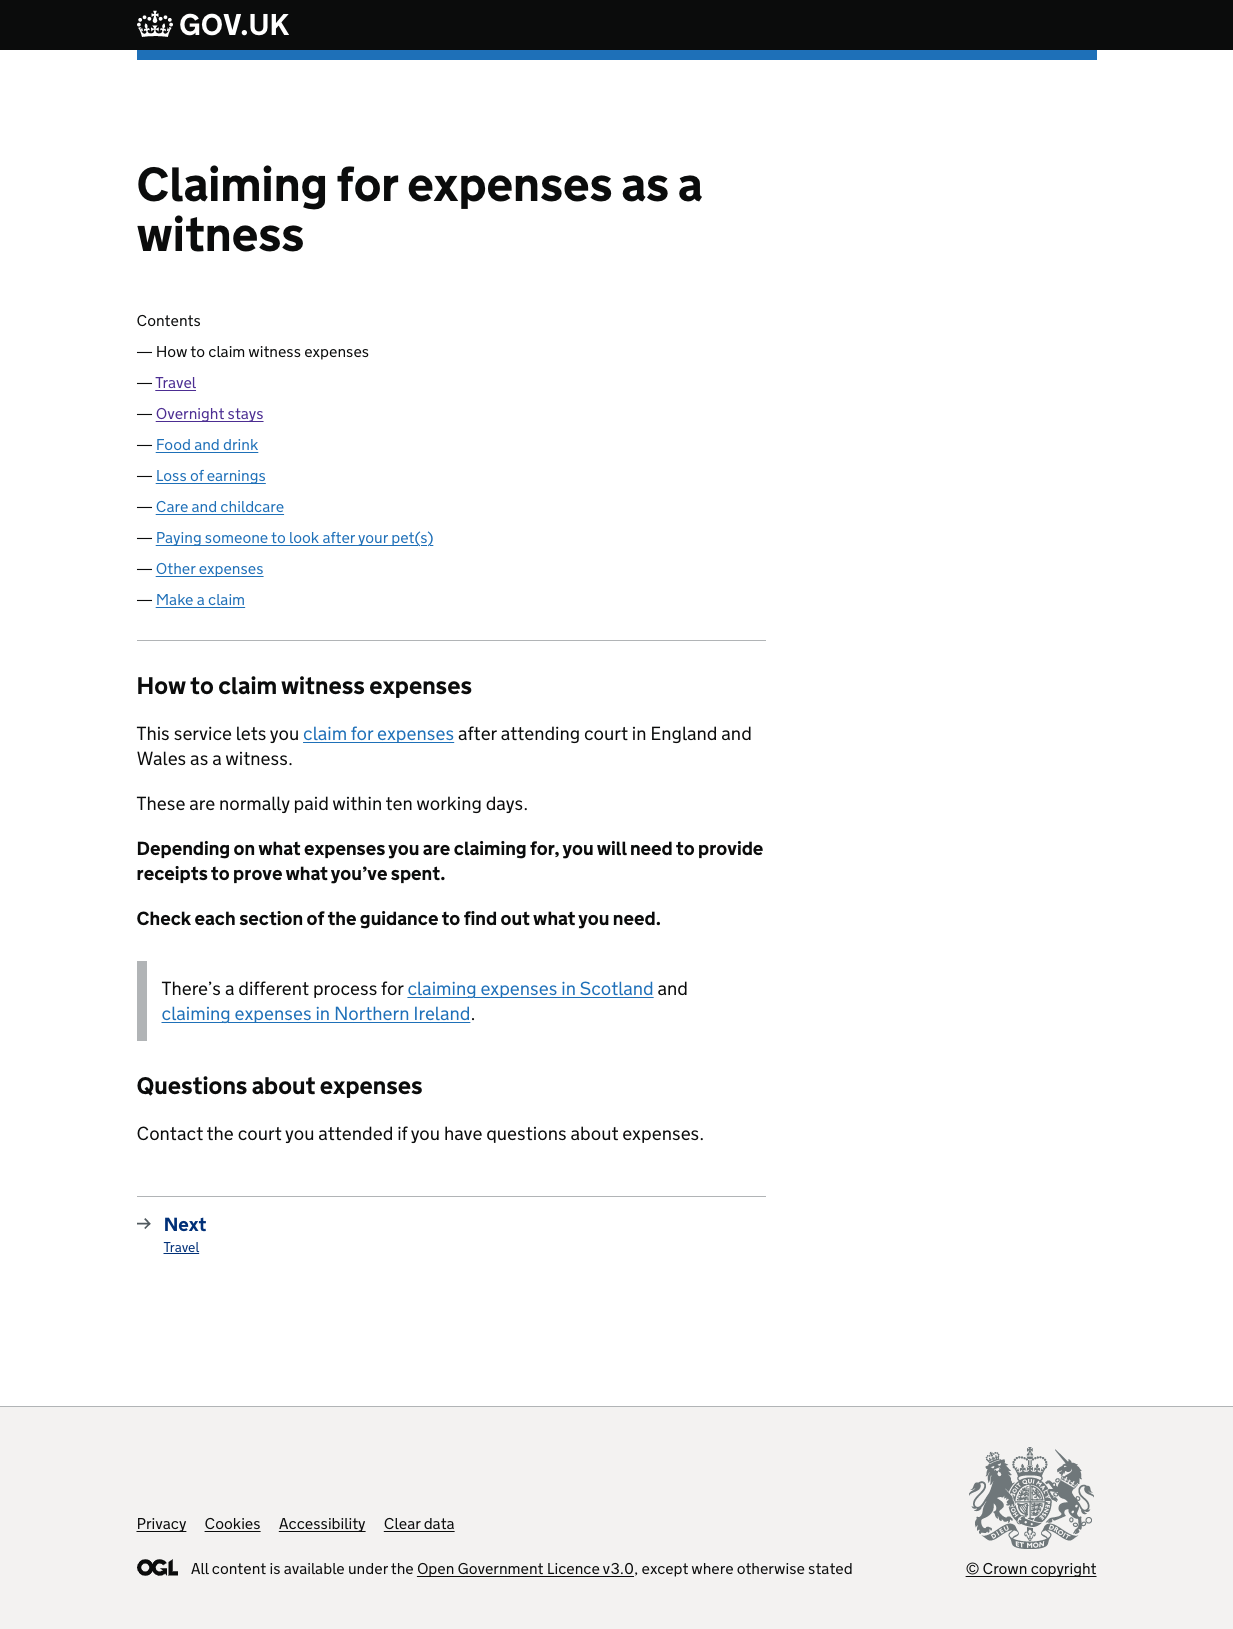 GOV.UK
Claiming for expenses as a
witness
Contents
— How to claim witness expenses
— Travel
— Overnight stays
— Food and drink
— Loss of earnings
— Care and childcare
— Paying someone to look after your pet(s)
— Other expenses
— Make a claim
How to claim witness expenses
This service lets you claim for expenses after attending court in England and
Wales as a witness.
These are normally paid within ten working days.
Depending on what expenses you are claiming for, you will need to provide
receipts to prove what you’ve spent.
Check each section of the guidance to find out what you need.
There’s a different process for claiming expenses in Scotland and
claiming expenses in Northern Ireland.
Questions about expenses
Contact the court you attended if you have questions about expenses.
→ Next
Travel
DIEU ET MON DROIT
Privacy Cookies Accessibility Clear data
OGL All content is available under the Open Government Licence v3.0, except where otherwise stated
© Crown copyright